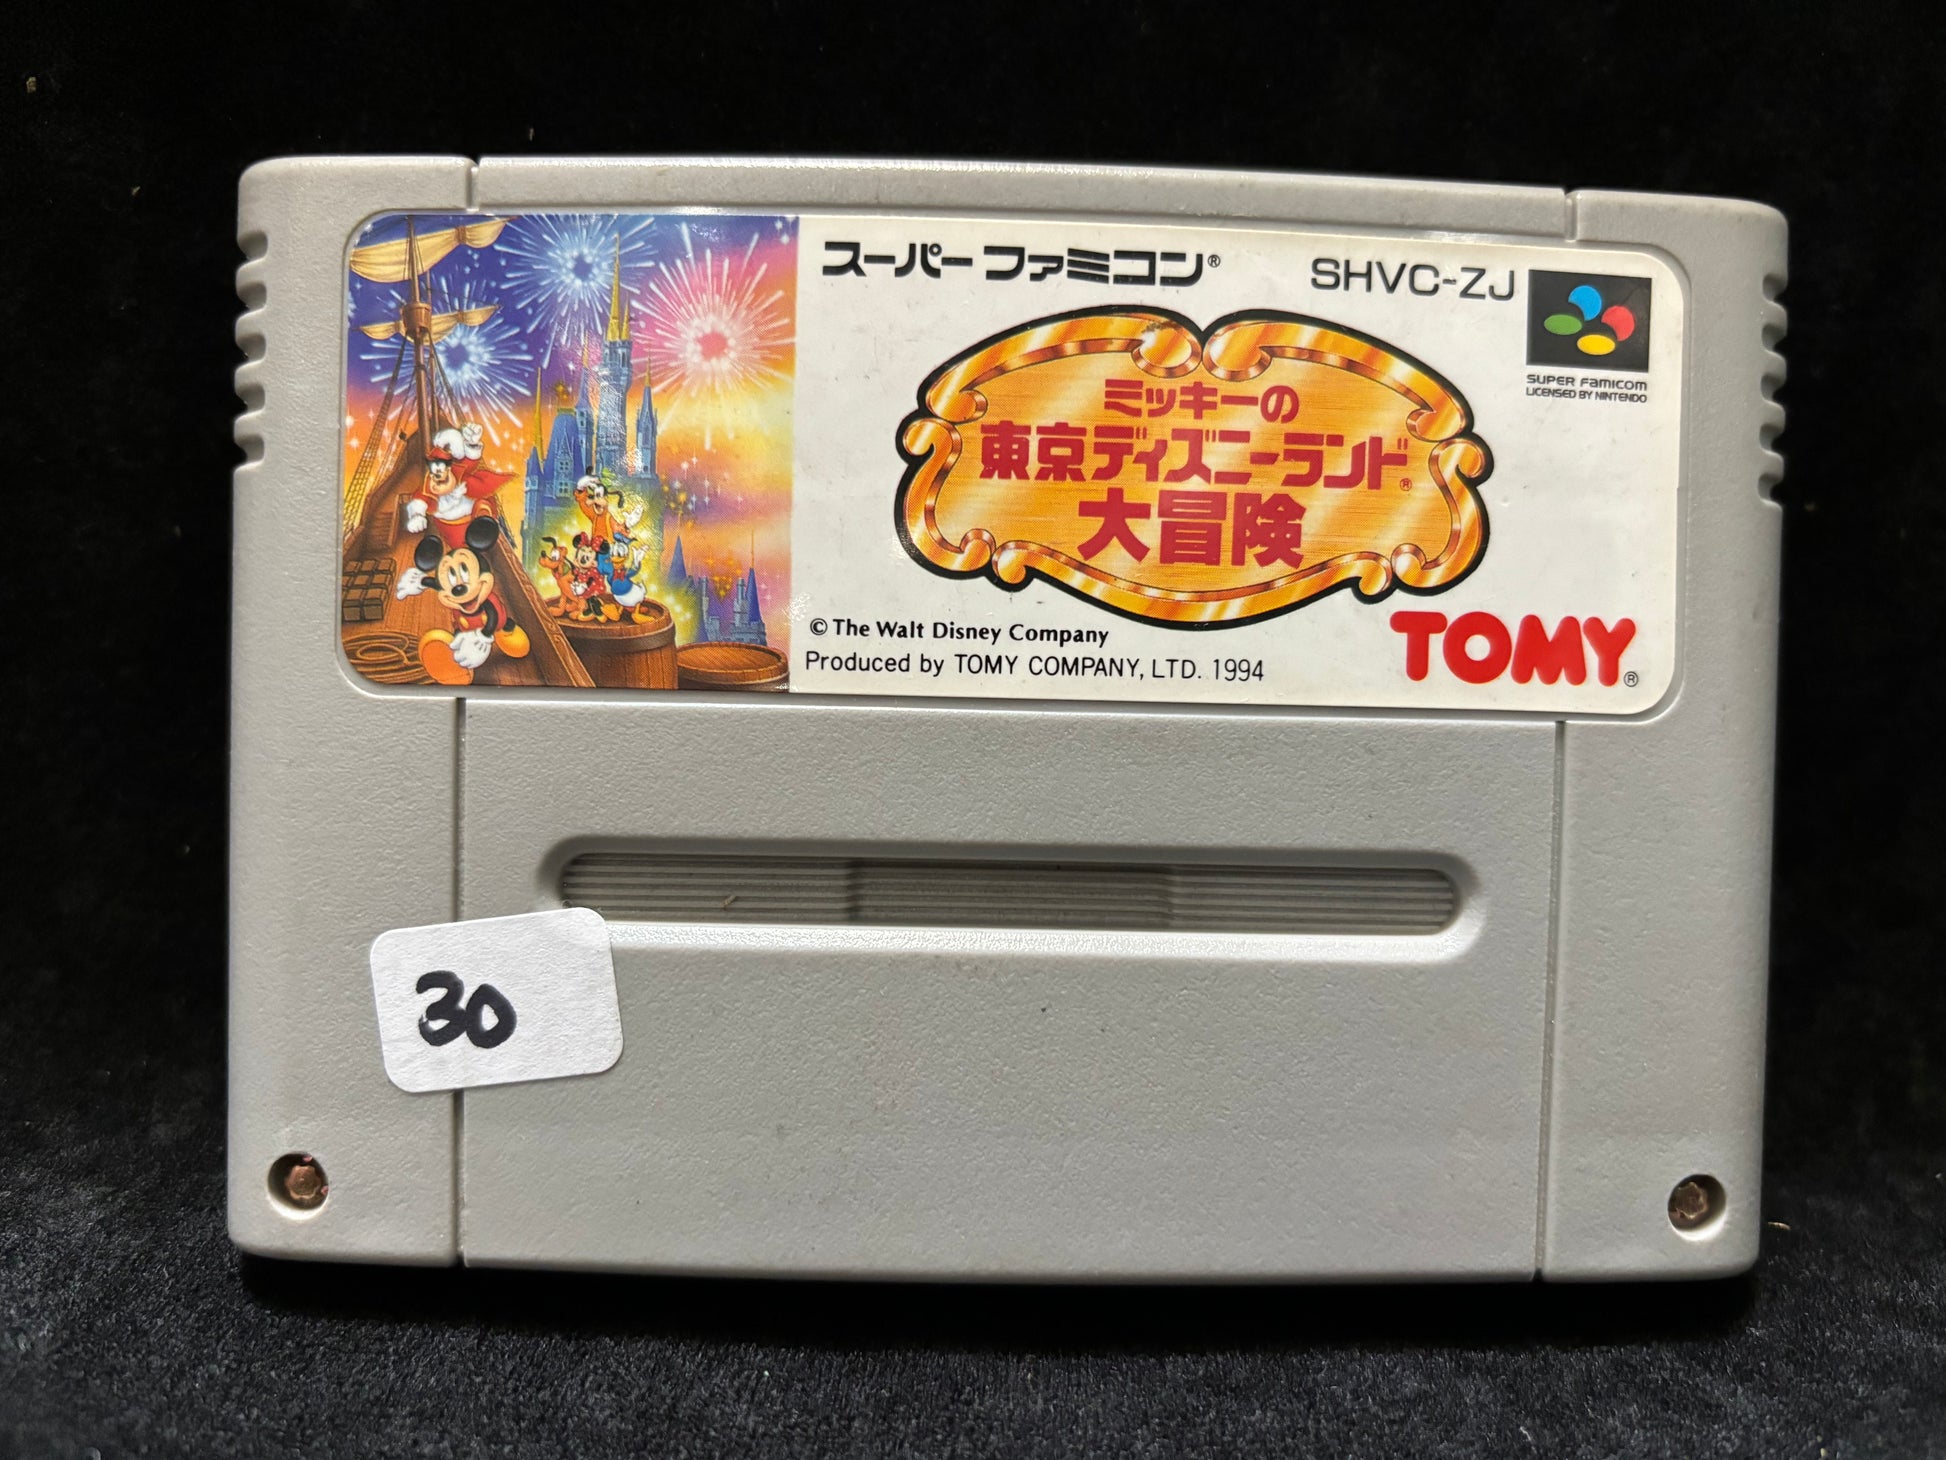 スーパーファミコン®
SHVC-ZJ
SUPER FAMICOM
LICENSED BY NINTENDO
ミッキーの
東京ディズニーランド®
大冒険
© The Walt Disney Company
Produced by TOMY COMPANY, LTD. 1994
TOMY®
30